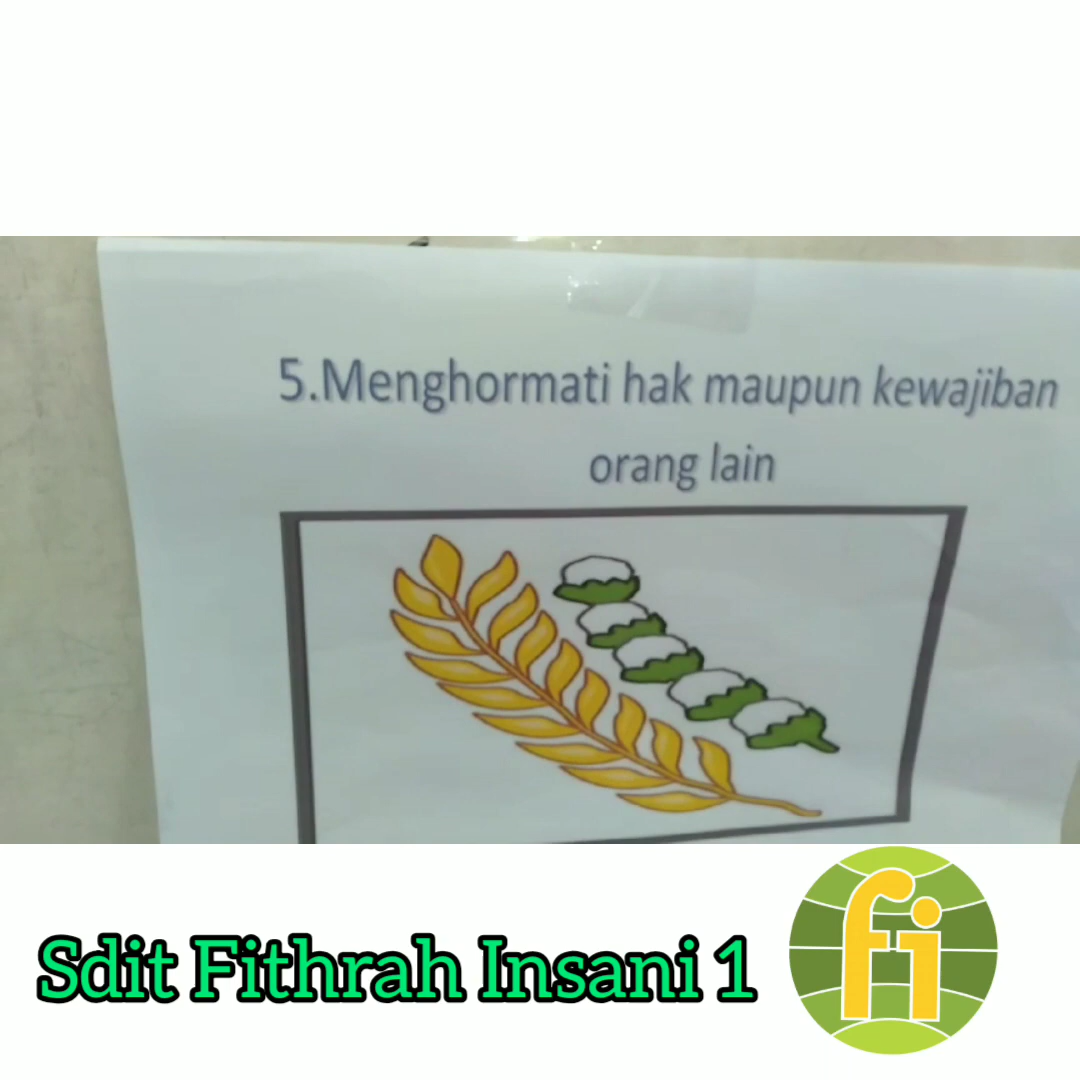 5.Menghormati hak maupun kewajiban
orang lain
Sdit Fithrah Insani 1
fi